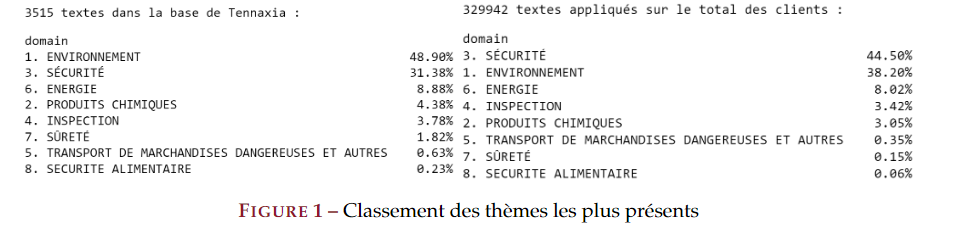 3515 textes dans la base de Tennaxia :
domain
1. ENVIRONNEMENT 48.90%
3. SÉCURITÉ 31.38%
6. ENERGIE 8.88%
2. PRODUITS CHIMIQUES 4.38%
4. INSPECTION 3.78%
7. SÛRETÉ 1.82%
5. TRANSPORT DE MARCHANDISES DANGEREUSES ET AUTRES 0.63%
8. SECURITE ALIMENTAIRE 0.23%
329942 textes appliqués sur le total des clients :
domain
3. SÉCURITÉ 44.50%
1. ENVIRONNEMENT 38.20%
6. ENERGIE 8.02%
4. INSPECTION 3.42%
2. PRODUITS CHIMIQUES 3.05%
5. TRANSPORT DE MARCHANDISES DANGEREUSES ET AUTRES 0.35%
7. SÛRETÉ 0.15%
8. SECURITE ALIMENTAIRE 0.06%
FIGURE 1 – Classement des thèmes les plus présents